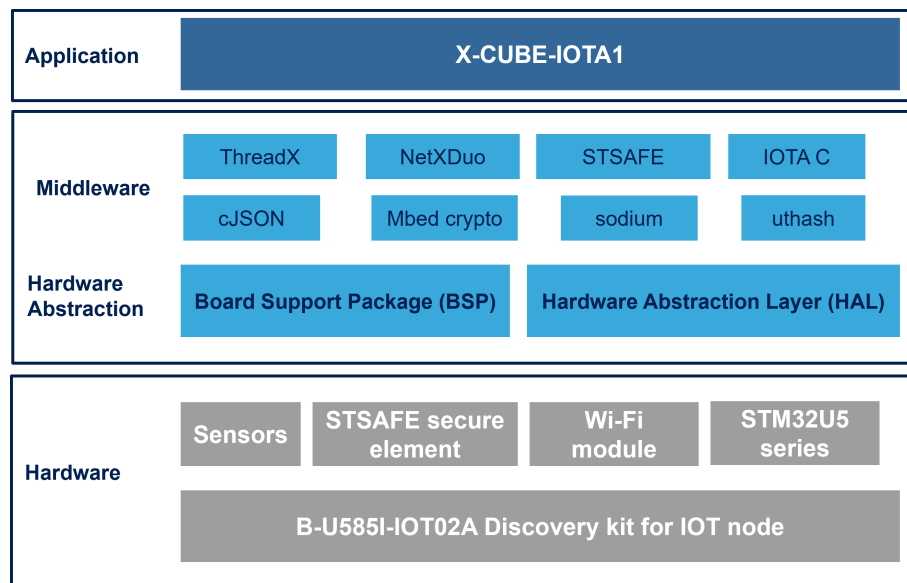 Application
X-CUBE-IOTA1
Middleware
ThreadX
NetXDuo
STSAFE
IOTA C
cJSON
Mbed crypto
sodium
uthash
Hardware
Abstraction
Board Support Package (BSP)
Hardware Abstraction Layer (HAL)
Hardware
Sensors
STSAFE secure
element
Wi-Fi
module
STM32U5
series
B-U585I-IOT02A Discovery kit for IOT node